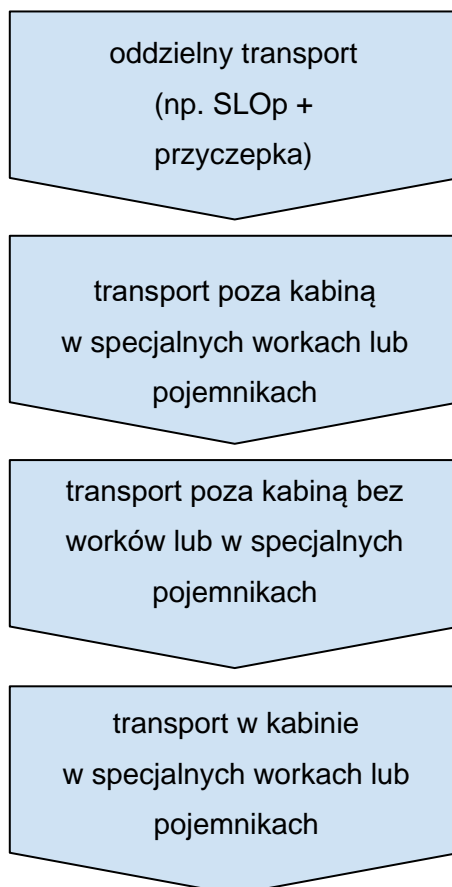 oddzielny transport
(np. SLOp +
przyczepka)
transport poza kabiną
w specjalnych workach lub
pojemnikach
transport poza kabiną bez
worków lub w specjalnych
pojemnikach
transport w kabinie
w specjalnych workach lub
pojemnikach